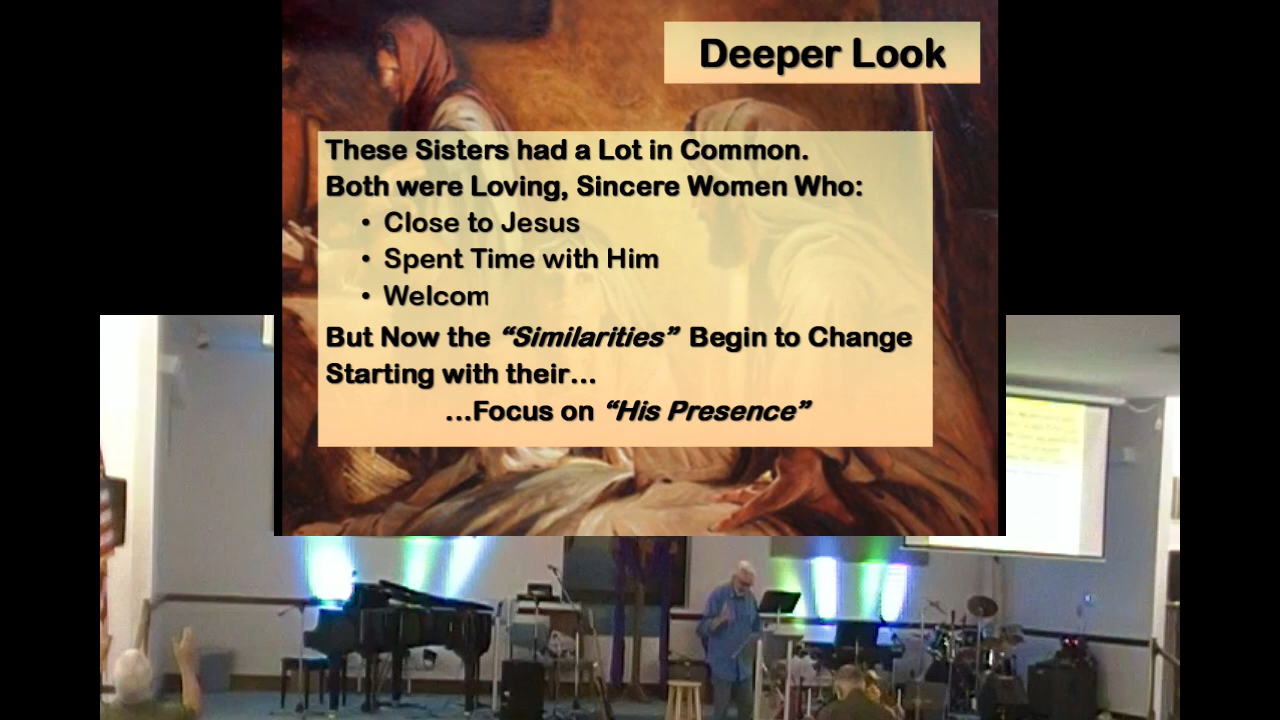 Deeper Look
These Sisters had a Lot in Common.
Both were Loving, Sincere Women Who:
• Close to Jesus
• Spent Time with Him
• Welcom
But Now the “Similarities” Begin to Change
Starting with their...
...Focus on “His Presence”